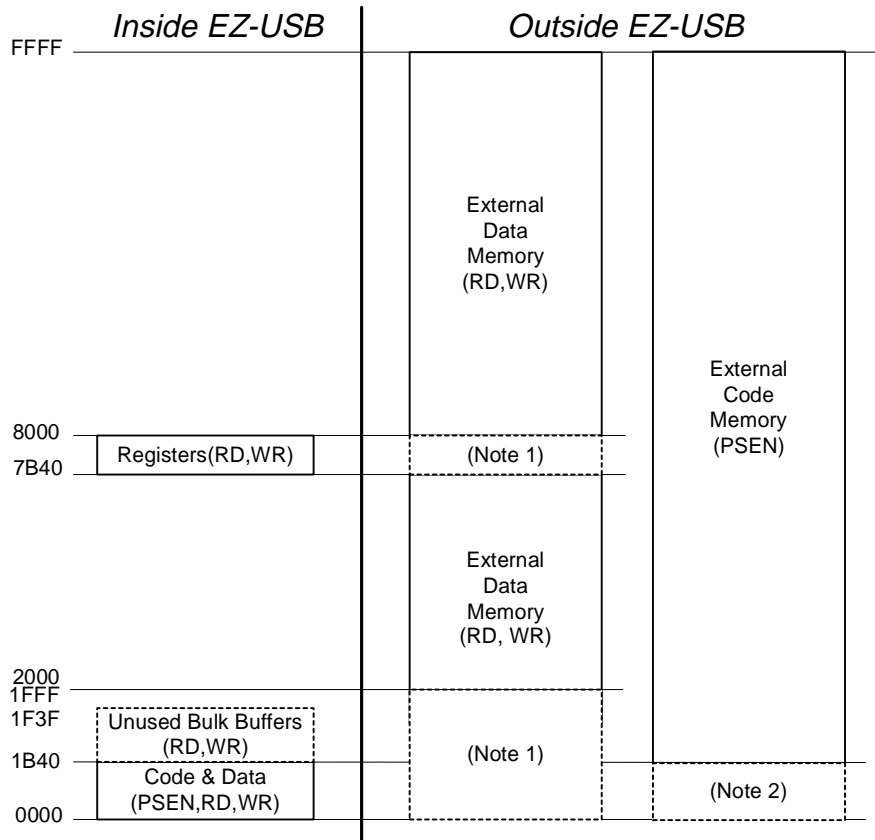 Inside EZ-USB
Outside EZ-USB
FFFF
External
Data
Memory
(RD,WR)
External
Code
Memory
(PSEN)
8000
Registers(RD,WR)
(Note 1)
7B40
External
Data
Memory
(RD, WR)
2000
1FFF
1F3F
Unused Bulk Buffers
(RD,WR)
(Note 1)
1B40
Code & Data
(PSEN,RD,WR)
(Note 2)
0000